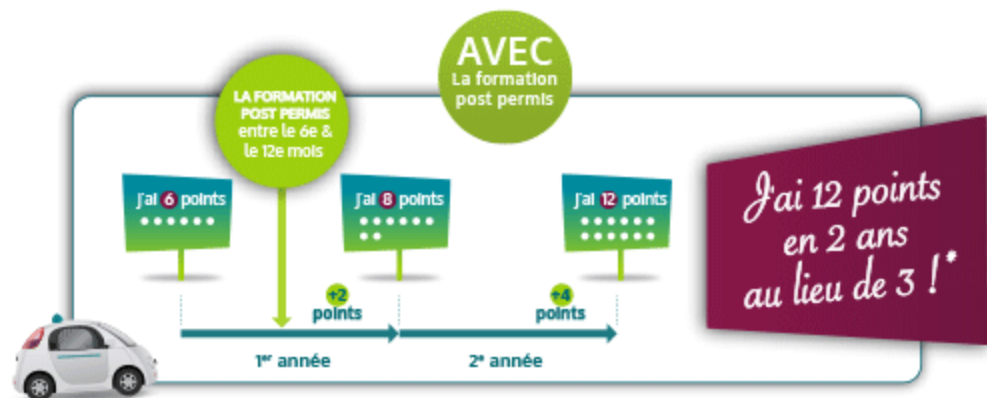 AVEC
La formation
post permis
LA FORMATION
POST PERMIS
entre le 6e &
le 12e mois
J'ai 6 points
J'ai 8 points
J'ai 12 points
+2
points
+4
points
1er année
2e année
J'ai 12 points
en 2 ans
au lieu de 3 !*